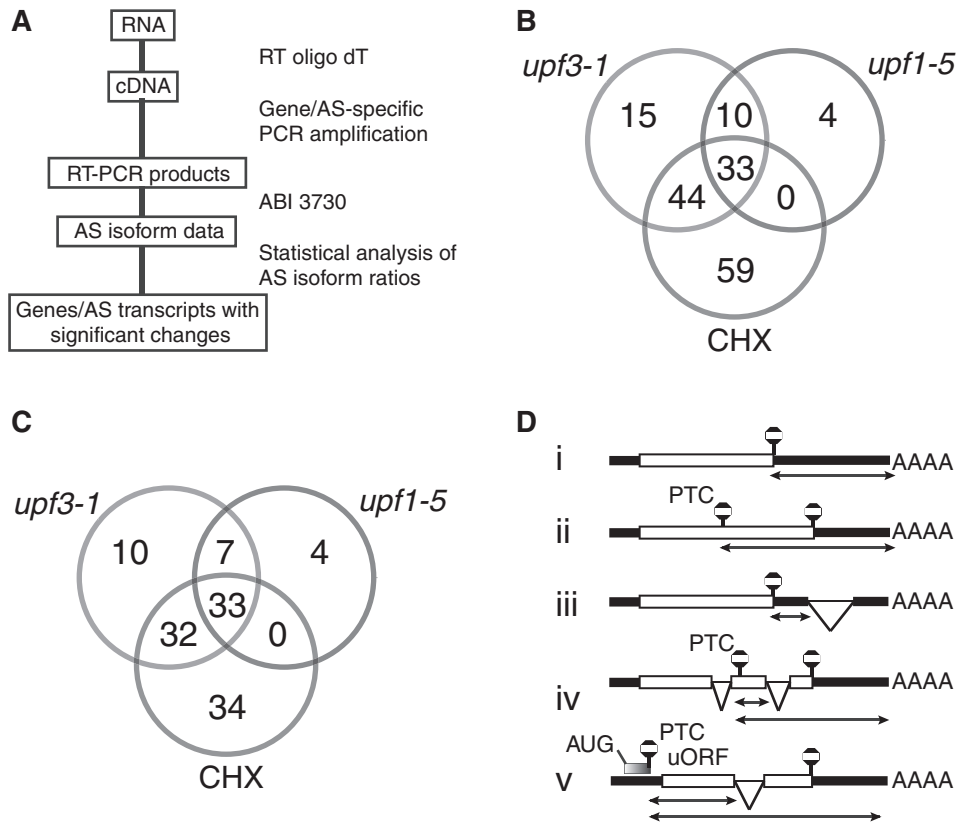 A
RNA
RT oligo dT
cDNA
Gene/AS-specific
PCR amplification
RT-PCR products
ABI 3730
AS isoform data
Statistical analysis of
AS isoform ratios
Genes/AS transcripts with
significant changes
B
upf3-1
upf1-5
15
10
4
33
44
0
59
CHX
C
upf3-1
upf1-5
10
7
4
33
32
0
34
CHX
D
i
AAAA
PTC
ii
AAAA
iii
AAAA
PTC
iv
AAAA
AUG
PTC
uORF
v
AAAA